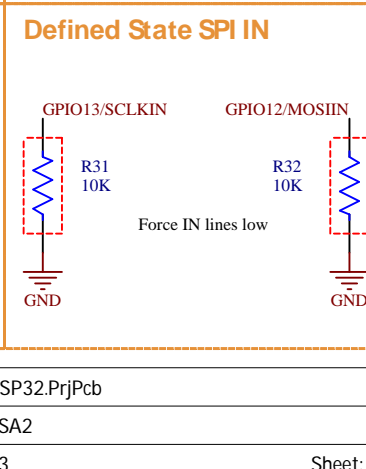 Defined State SPI IN
GPIO13/SCLKIN GPIO12/MOSIIN
R31 R32
10K 10K
Force IN lines low
GND GND
SP32.PrjPcb
SA2
3 Sheet: